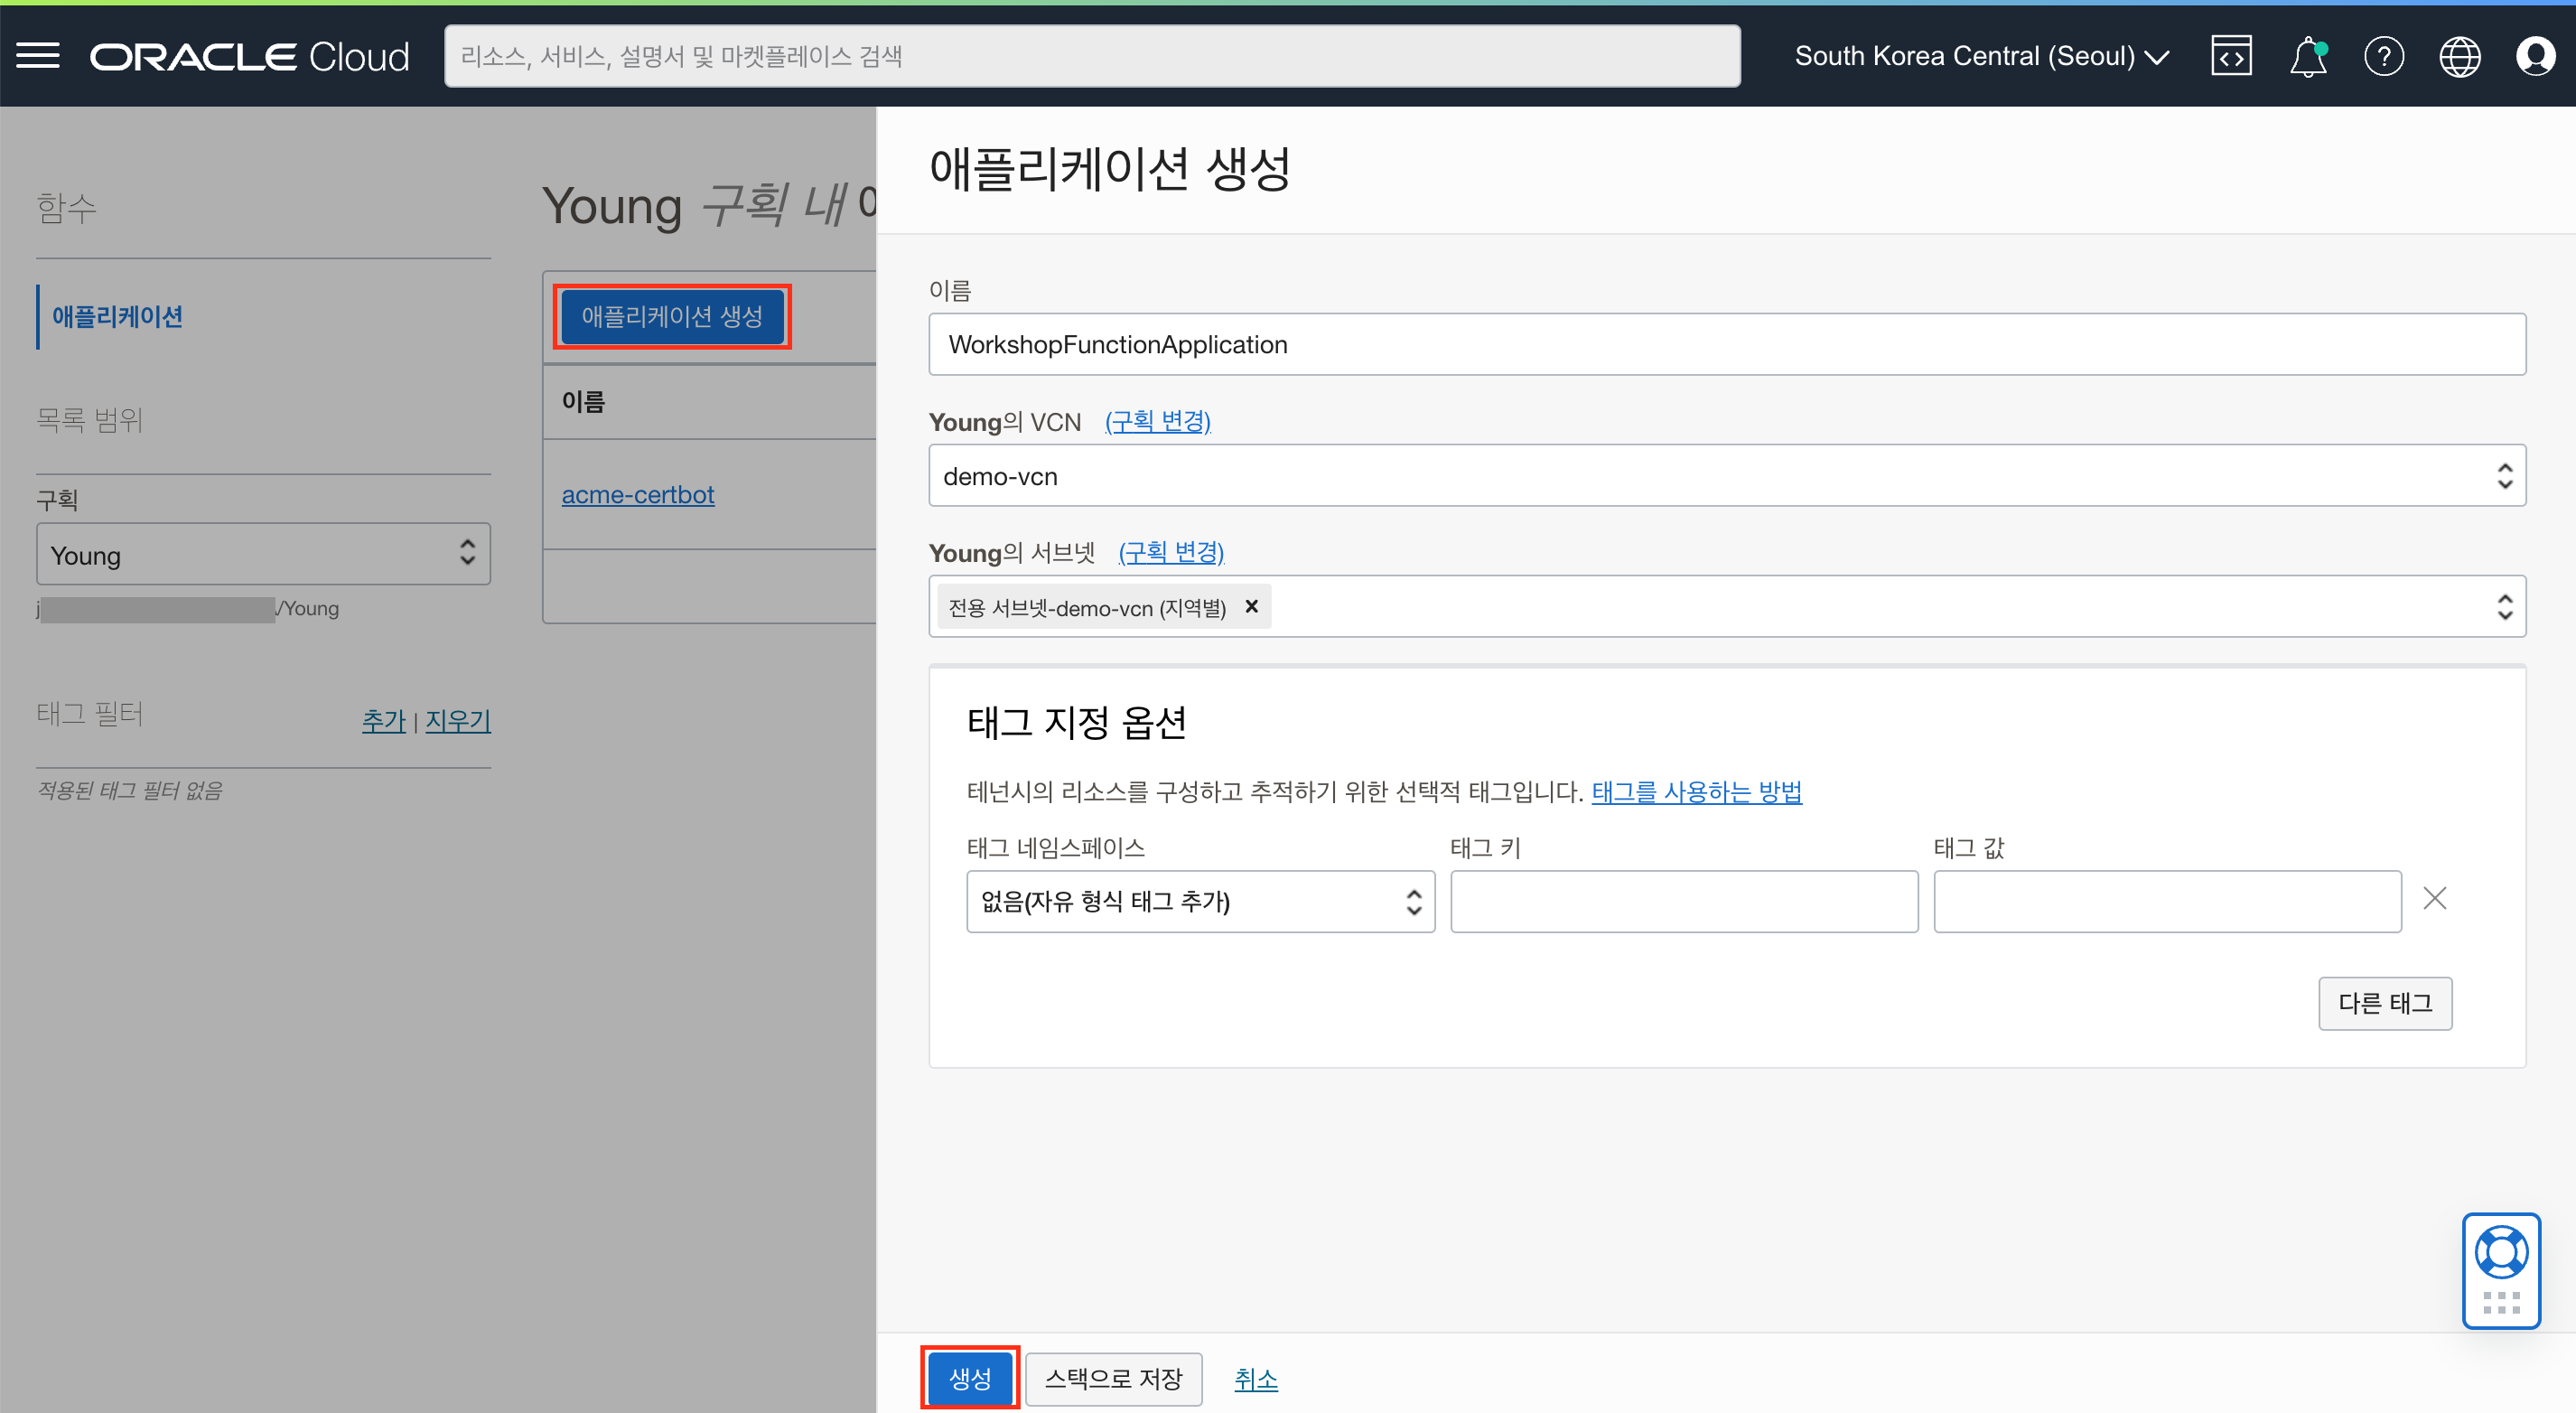 ORACLE Cloud
리소스, 서비스, 설명서 및 마켓플레이스 검색
South Korea Central (Seoul)
함수
애플리케이션
목록 범위
구획
Young
/Young
태그 필터
추가 | 지우기
적용된 태그 필터 없음
Young 구획 내
애플리케이션 생성
이름
acme-certbot
애플리케이션 생성
이름
WorkshopFunctionApplication
Young의 VCN (구획 변경)
demo-vcn
Young의 서브넷 (구획 변경)
전용 서브넷-demo-vcn (지역별)
태그 지정 옵션
테넌시의 리소스를 구성하고 추적하기 위한 선택적 태그입니다. 태그를 사용하는 방법
태그 네임스페이스
태그 키
태그 값
없음(자유 형식 태그 추가)
다른 태그
생성
스택으로 저장
취소